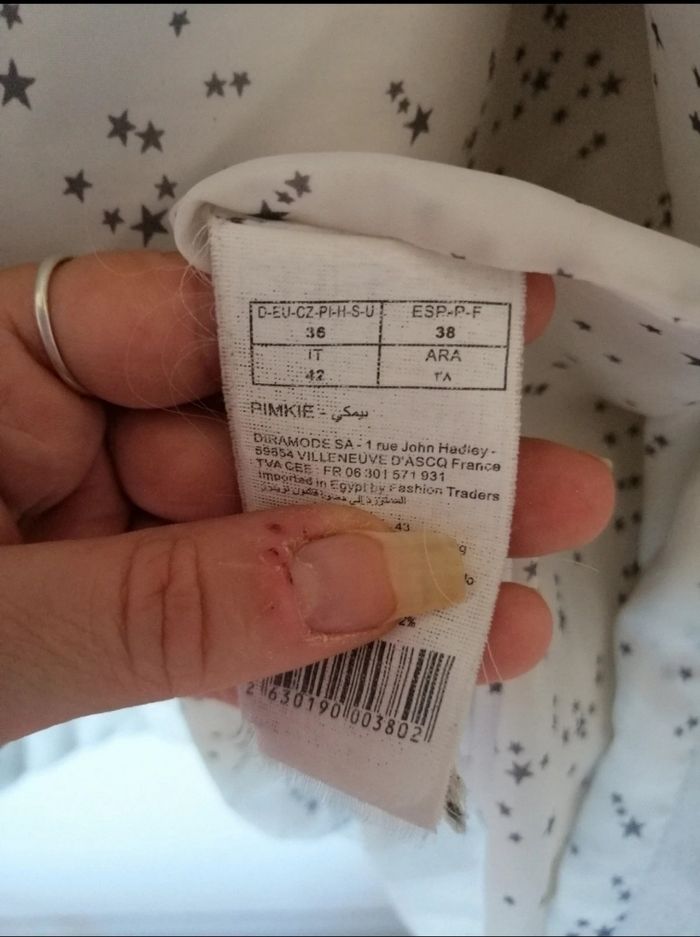 D-EU-CZ-PI-H-S-U ESP-P-F
36 38
IT ARA
42 ٣٨
PIMKIE - بيمكي
DIRAMODE SA - 1 rue John Hadley -
59654 VILLENEUVE D'ASCQ France
TVA CEE : FR 06 301 571 931
Imported in Egypt by Fashion Traders
43
2%
2 630190 003802